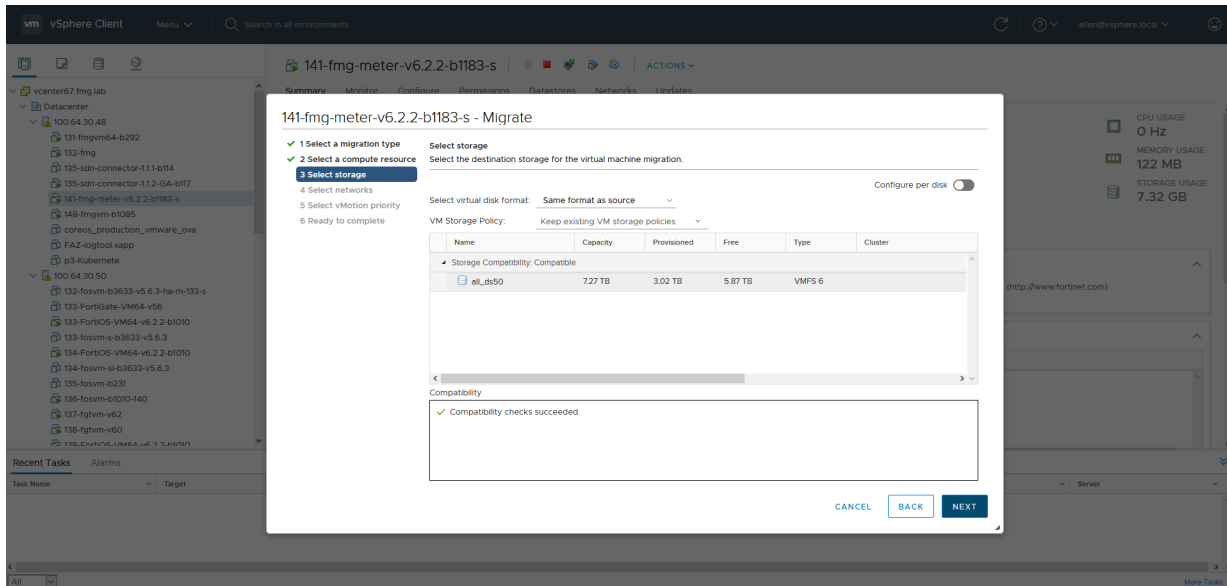 vm vSphere Client Menu Search in all environments ellen@vsphere.local
141-fmg-meter-v6.2.2-b1183-s ACTIONS
Summary Monitor Configure Permissions Datastores Networks Updates
vcenter67.fmg.lab
Datacenter
100.64.30.48
131-fmgvm64-b292
132-fmg
135-sdn-connector-1.1.1-b114
135-sdn-connector-1.1.2-GA-b117
141-fmg-meter-v6.2.2-b1183-s
148-fmgvm-b1085
coreos_production_vmware_ova
FAZ-logtool.vapp
p3-Kubernete
100.64.30.50
132-fosvm-b3633-v5.6.3-ha-m-133-s
133-FortiGate-VM64-v56
133-FortiOS-VM64-v6.2.2-b1010
133-fosvm-s-b3633-v5.6.3
134-FortiOS-VM64-v6.2.2-b1010
134-fosvm-sl-b3633-v5.6.3
135-fosvm-b231
136-fosvm-b1010-140
137-fgtvm-v62
138-fgtvm-v60
139-FortiOS-VM64-v6.2.2-b1010
141-fmg-meter-v6.2.2-b1183-s - Migrate
1 Select a migration type
2 Select a compute resource
3 Select storage
4 Select networks
5 Select vMotion priority
6 Ready to complete
Select storage
Select the destination storage for the virtual machine migration.
Configure per disk
Select virtual disk format: Same format as source
VM Storage Policy: Keep existing VM storage policies
Name Capacity Provisioned Free Type Cluster
Storage Compatibility: Compatible
all_ds50 7.27 TB 3.02 TB 5.87 TB VMFS 6
Compatibility
Compatibility checks succeeded.
CANCEL BACK NEXT
CPU USAGE
0 Hz
MEMORY USAGE
122 MB
STORAGE USAGE
7.32 GB
(http://www.fortinet.com)
Recent Tasks Alarms
Task Name Target Server
All More Tasks